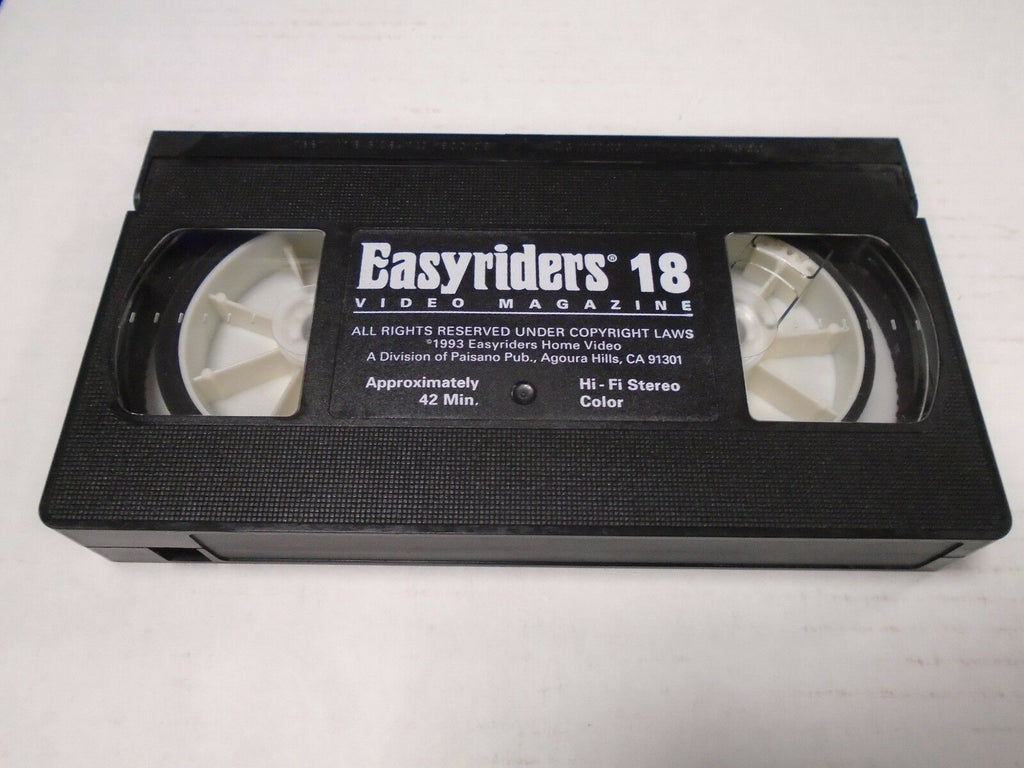 Easyriders® 18
VIDEO MAGAZINE
ALL RIGHTS RESERVED UNDER COPYRIGHT LAWS
©1993 Easyriders Home Video
A Division of Paisano Pub., Agoura Hills, CA 91301
Approximately
42 Min.
Hi-Fi Stereo
Color